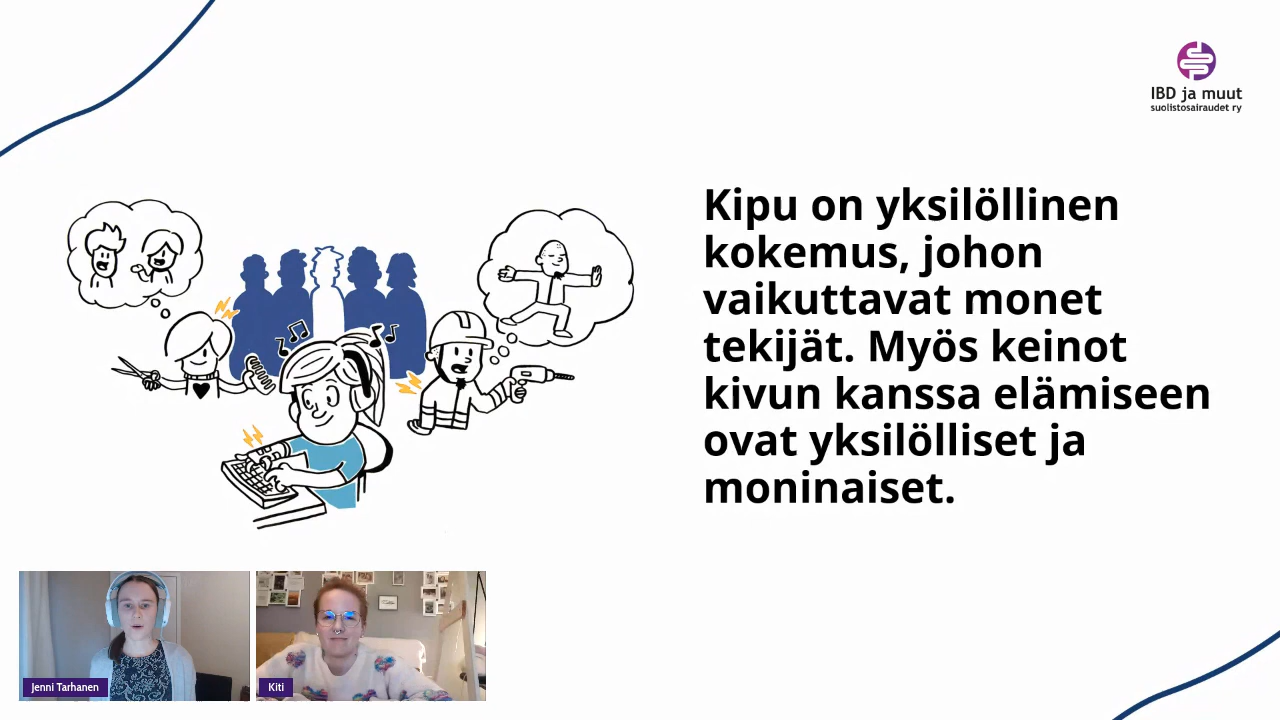 IBD ja muut
suolistosairaudet ry
Kipu on yksilöllinen
kokemus, johon
vaikuttavat monet
tekijät. Myös keinot
kivun kanssa elämiseen
ovat yksilölliset ja
moninaiset.
Jenni Tarhanen
Kiti